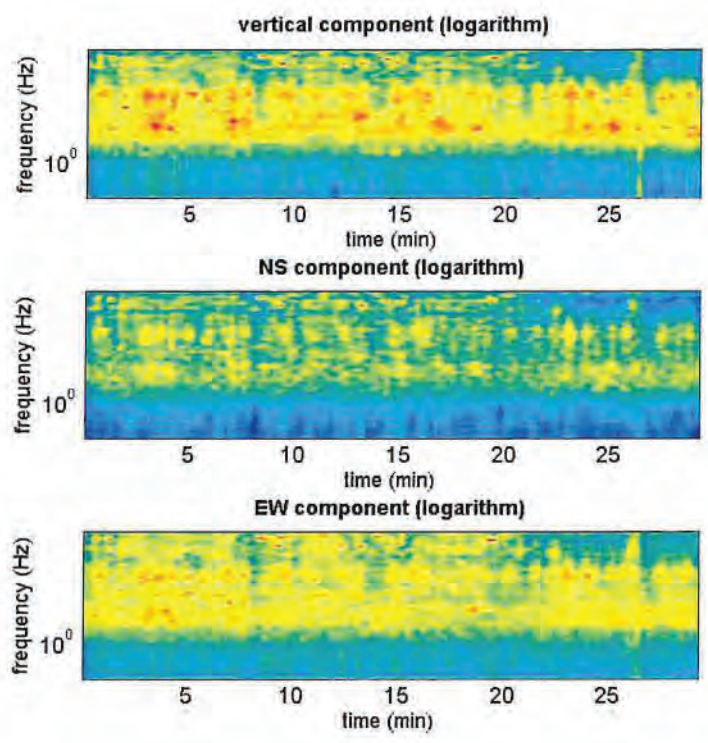 vertical component (logarithm)
frequency (Hz)
10⁰
5 10 15 20 25
time (min)
NS component (logarithm)
frequency (Hz)
10⁰
5 10 15 20 25
time (min)
EW component (logarithm)
frequency (Hz)
10⁰
5 10 15 20 25
time (min)